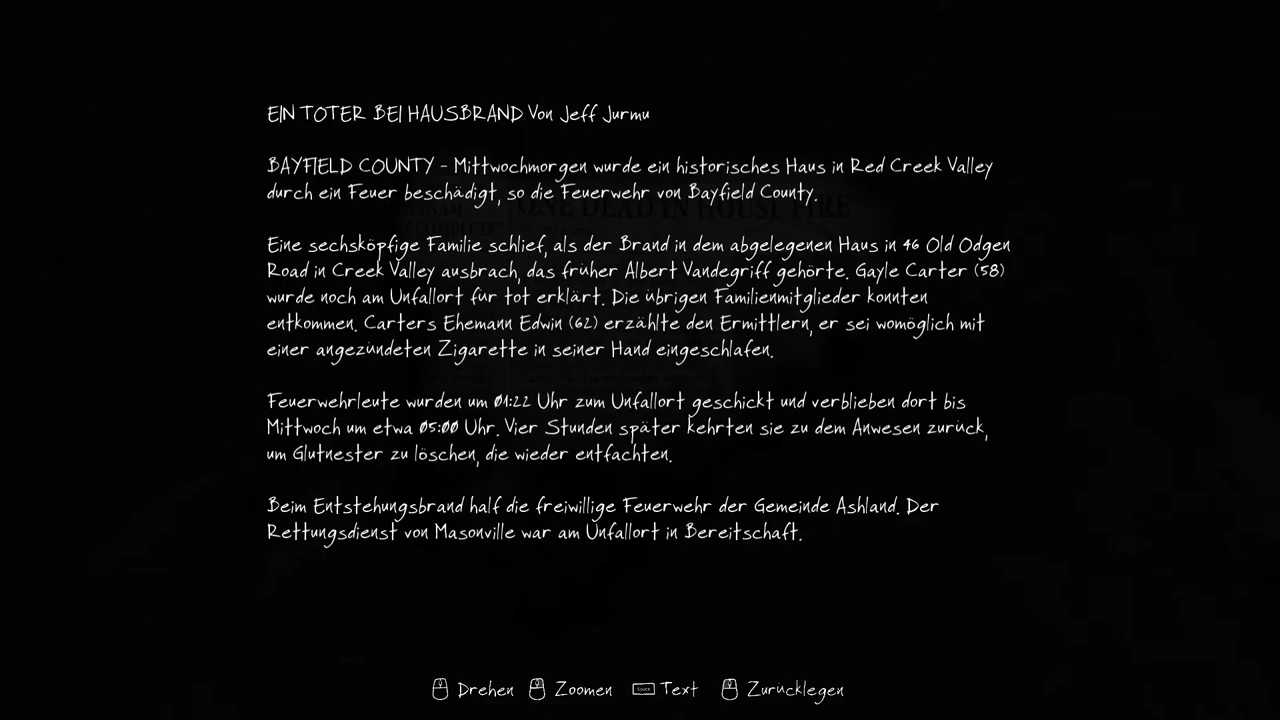 EIN TOTER BEI HAUSBRAND Von Jeff Jurmu
BAYFIELD COUNTY - Mittwochmorgen wurde ein historisches Haus in Red Creek Valley
durch ein Feuer beschädigt, so die Feuerwehr von Bayfield County.
ONE DEAD IN HOUSE FIRE
Eine sechsköpfige Familie schlief, als der Brand in dem abgelegenen Haus in 46 Old Odgen
Road in Creek Valley ausbrach, das früher Albert Vandegriff gehörte. Gayle Carter (58)
wurde noch am Unfallort für tot erklärt. Die übrigen Familienmitglieder konnten
entkommen. Carters Ehemann Edwin (62) erzählte den Ermittlern, er sei womöglich mit
einer angezündeten Zigarette in seiner Hand eingeschlafen.
Feuerwehrleute wurden um 01:22 Uhr zum Unfallort geschickt und verblieben dort bis
Mittwoch um etwa 05:00 Uhr. Vier Stunden später kehrten sie zu dem Anwesen zurück,
um Glutnester zu löschen, die wieder entfachten.
Beim Entstehungsbrand half die freiwillige Feuerwehr der Gemeinde Ashland. Der
Rettungsdienst von Masonville war am Unfallort in Bereitschaft.
Drehen Zoomen Text Zurücklegen